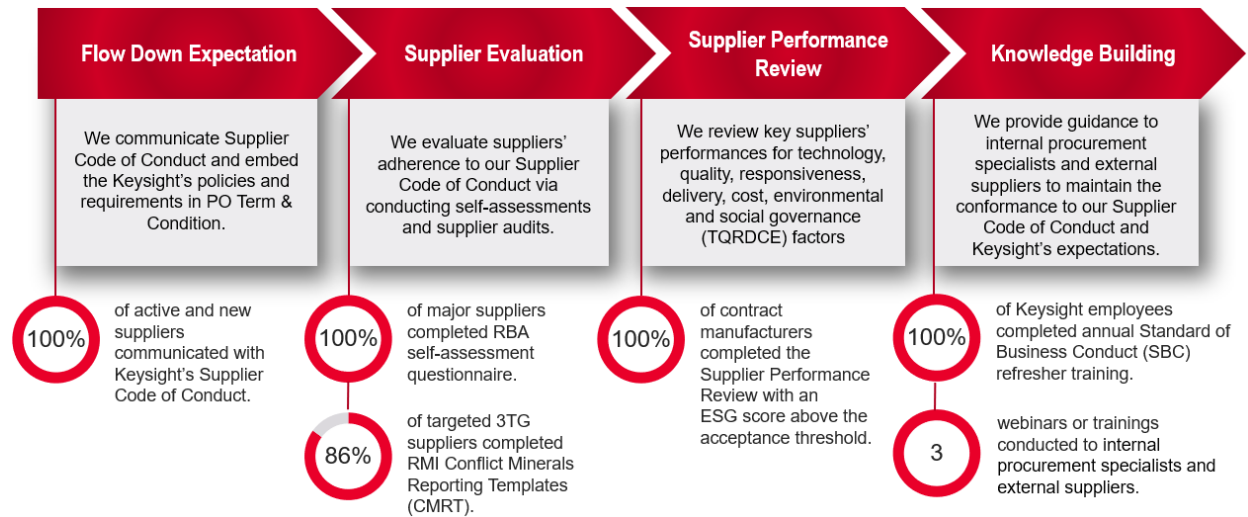 Flow Down Expectation
We communicate Supplier
Code of Conduct and embed
the Keysight's policies and
requirements in PO Term &
Condition.
100%
of active and new
suppliers
communicated with
Keysight's Supplier
Code of Conduct.
Supplier Evaluation
We evaluate suppliers'
adherence to our Supplier
Code of Conduct via
conducting self-assessments
and supplier audits.
100%
of major suppliers
completed RBA
self-assessment
questionnaire.
86%
of targeted 3TG
suppliers completed
RMI Conflict Minerals
Reporting Templates
(CMRT).
Supplier Performance
Review
We review key suppliers'
performances for technology,
quality, responsiveness,
delivery, cost, environmental
and social governance
(TQRDCE) factors
100%
of contract
manufacturers
completed the
Supplier Performance
Review with an
ESG score above the
acceptance threshold.
Knowledge Building
We provide guidance to
internal procurement
specialists and external
suppliers to maintain the
conformance to our Supplier
Code of Conduct and
Keysight's expectations.
100%
of Keysight employees
completed annual Standard of
Business Conduct (SBC)
refresher training.
3
webinars or trainings
conducted to internal
procurement specialists and
external suppliers.